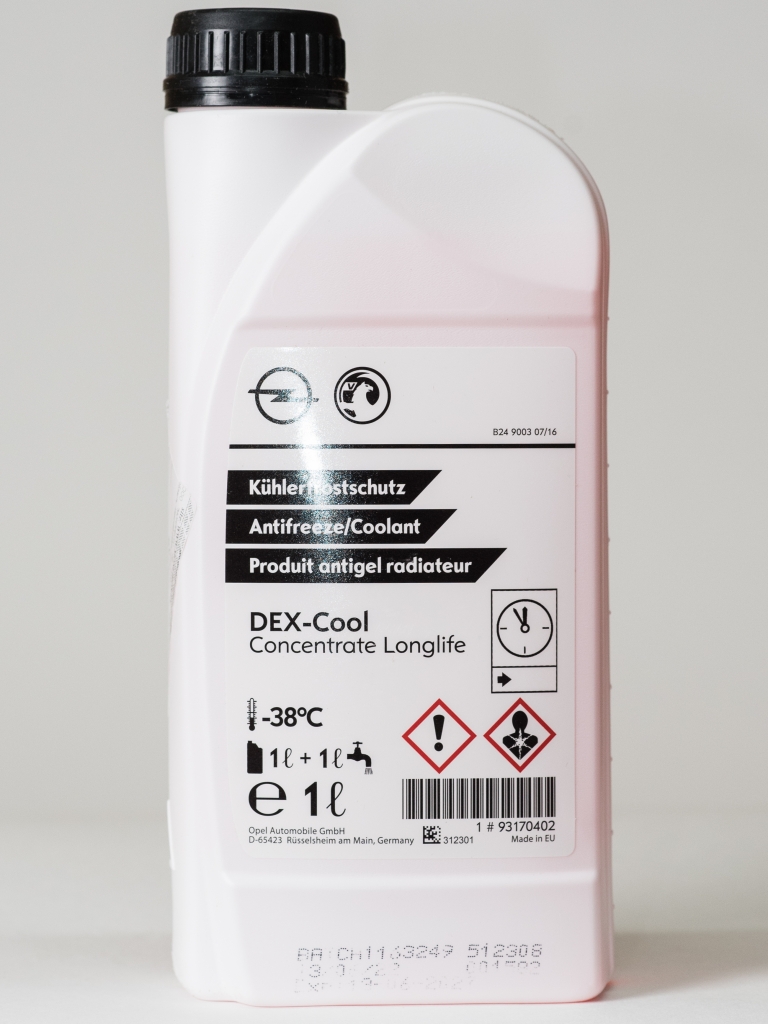 B24 9003 07/16
Kühlerfrostschutz
Antifreeze/Coolant
Produit antigel radiateur
DEX-Cool
Concentrate Longlife
-38°C
1ℓ + 1ℓ
e 1ℓ
1 # 93170402
Opel Automobile GmbH
D-65423 Rüsselsheim am Main, Germany
312301
Made in EU
512308